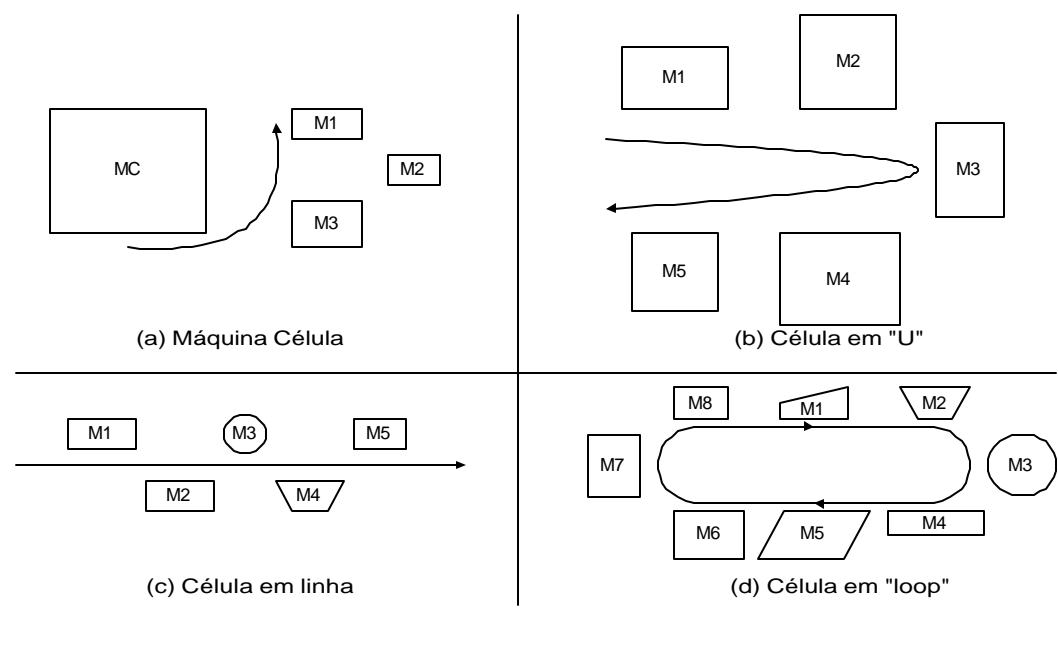 MC
M1
M2
M3
(a) Máquina Célula
M1
M2
M3
M4
M5
(b) Célula em "U"
M1
M3
M5
M2
M4
(c) Célula em linha
M8
M1
M2
M7
M3
M6
M5
M4
(d) Célula em "loop"